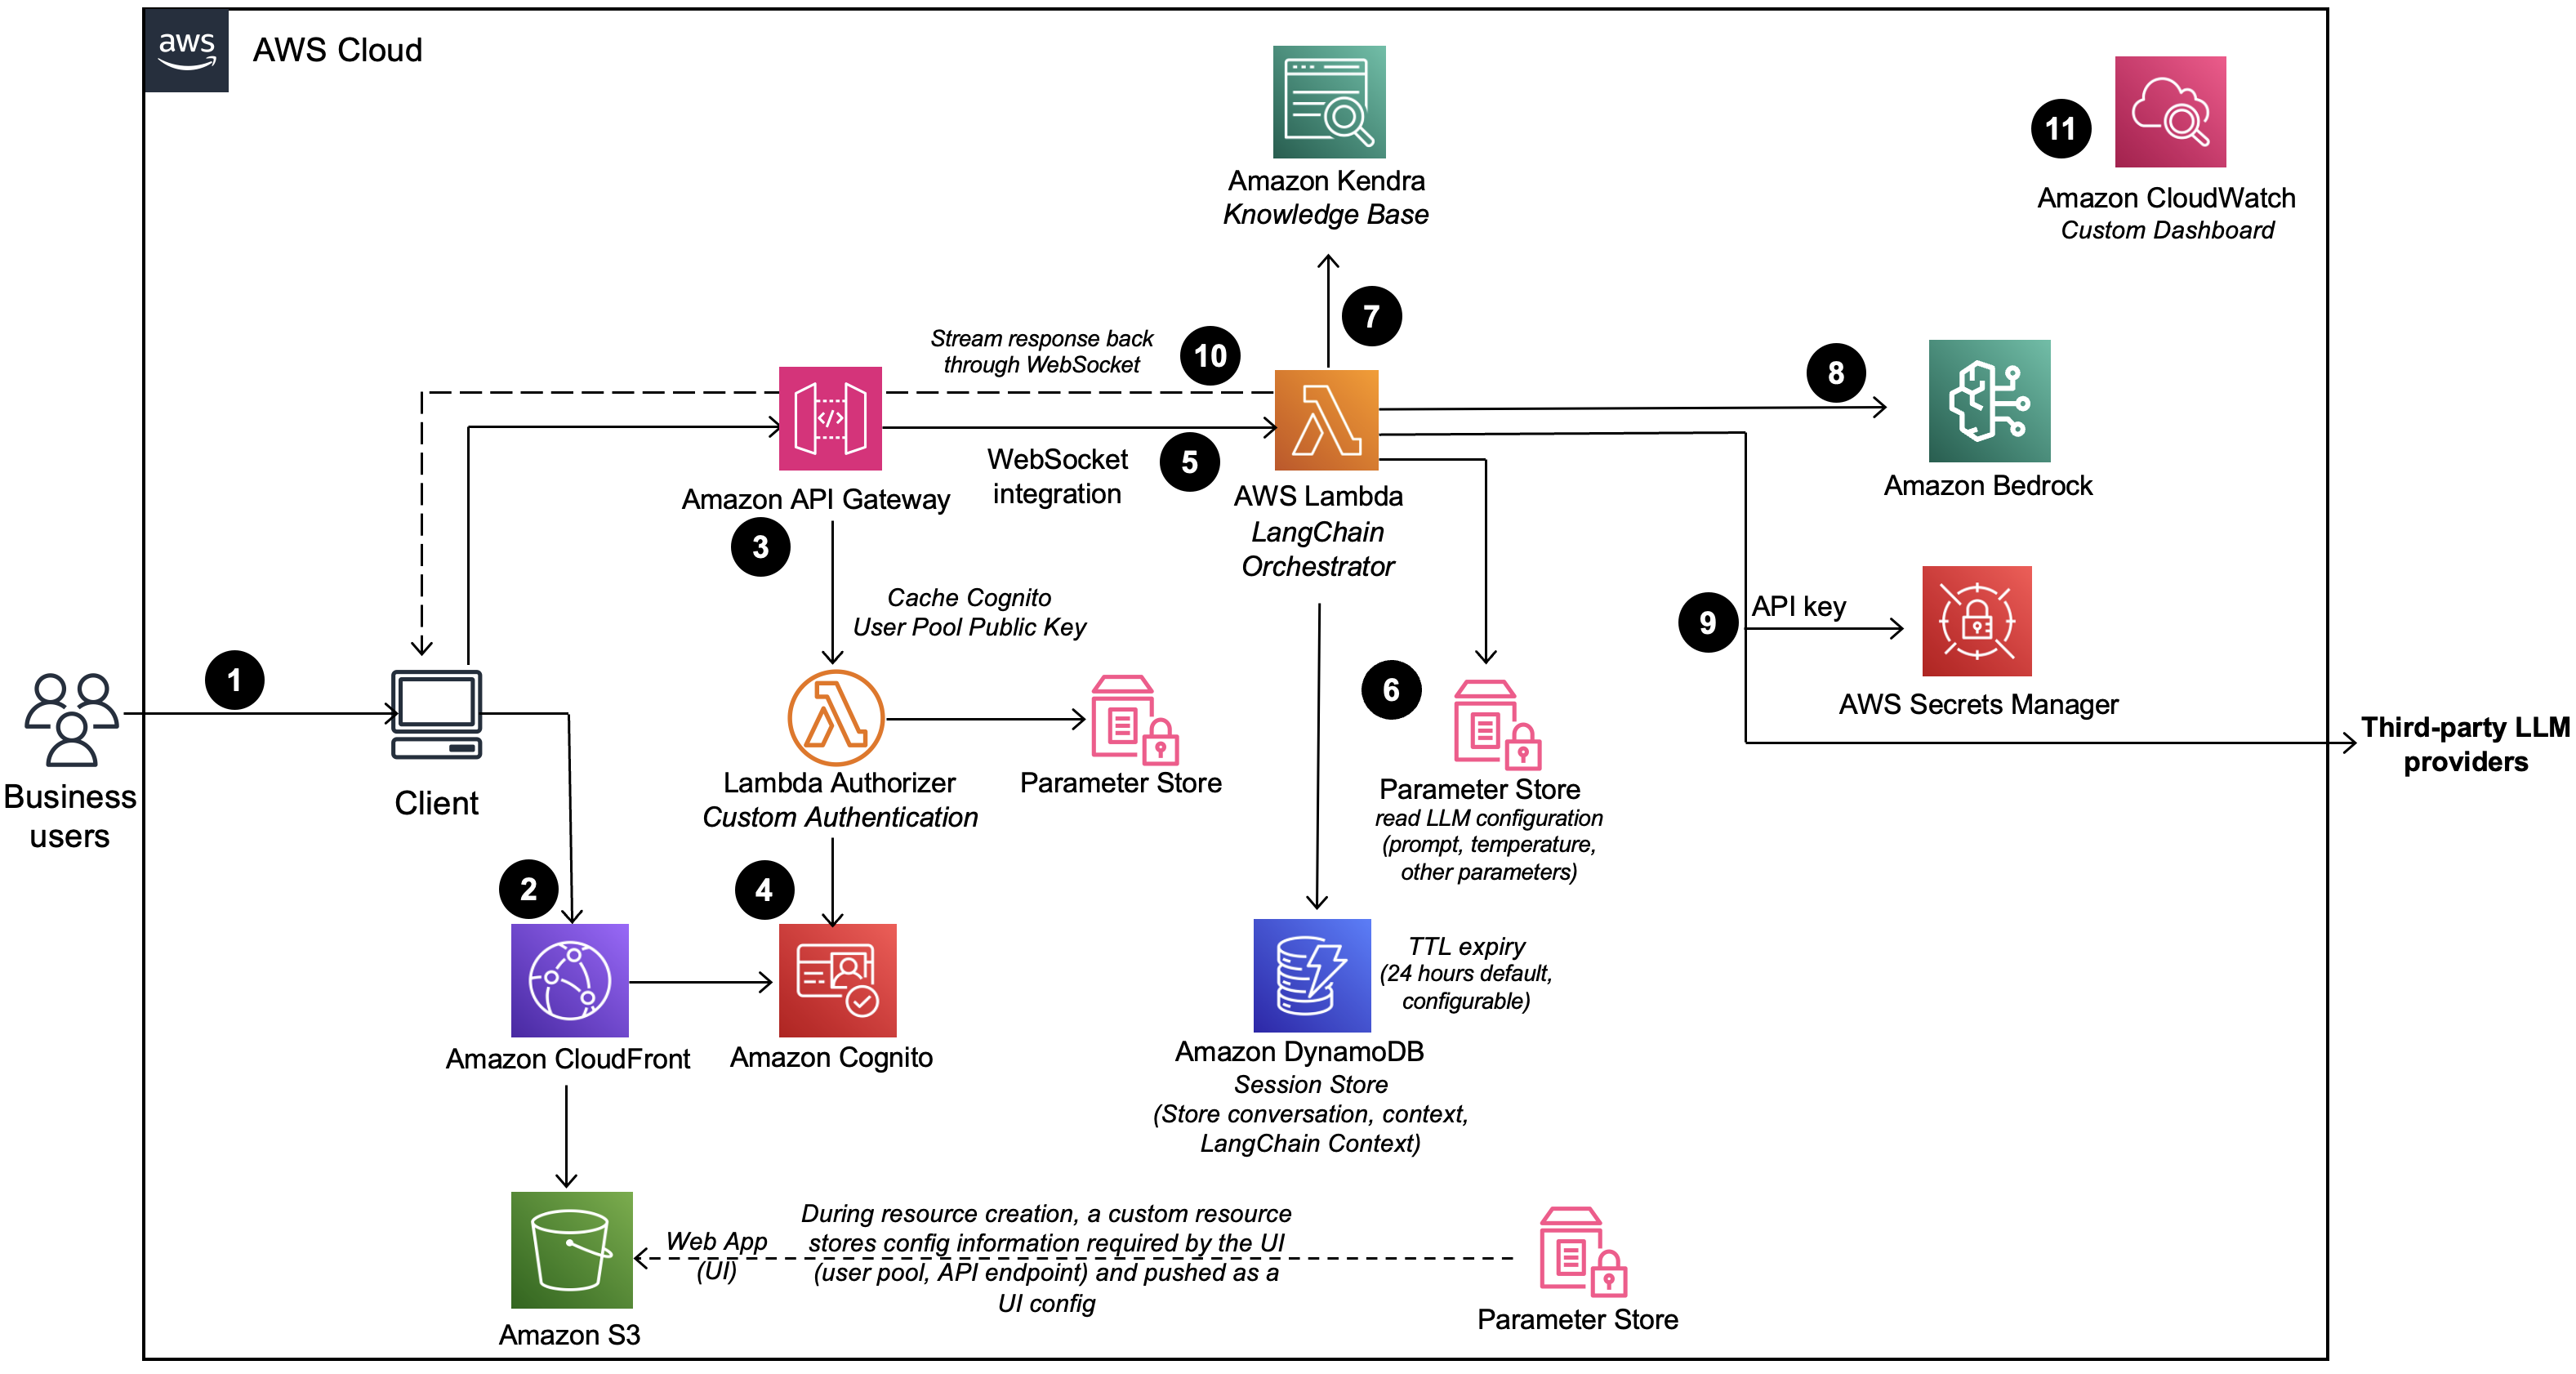 aws
AWS Cloud
Amazon Kendra
Knowledge Base
11
Amazon CloudWatch
Custom Dashboard
7
Stream response back
through WebSocket
10
8
Amazon API Gateway
3
WebSocket
integration
5
AWS Lambda
LangChain
Orchestrator
Amazon Bedrock
Cache Cognito
User Pool Public Key
9
API key
AWS Secrets Manager
Third-party LLM
providers
1
Business
users
Client
Lambda Authorizer
Custom Authentication
Parameter Store
6
Parameter Store
read LLM configuration
(prompt, temperature,
other parameters)
2
4
Amazon CloudFront
Amazon Cognito
TTL expiry
(24 hours default,
configurable)
Amazon DynamoDB
Session Store
(Store conversation, context,
LangChain Context)
Amazon S3
Web App
(UI)
During resource creation, a custom resource
stores config information required by the UI
(user pool, API endpoint) and pushed as a
UI config
Parameter Store